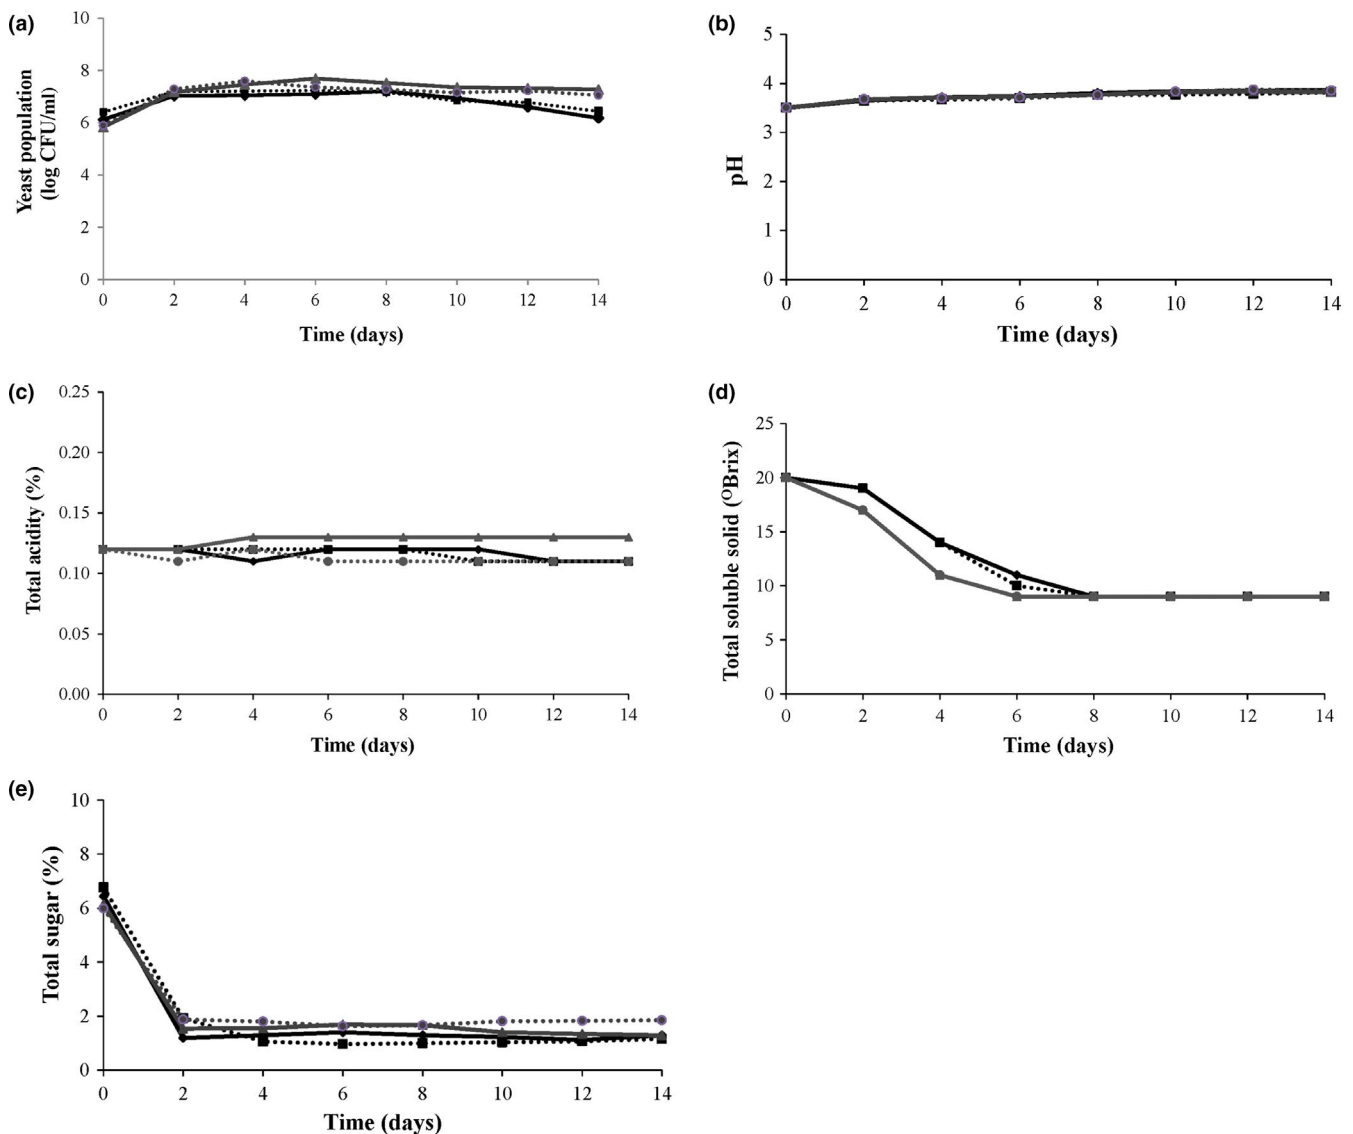 (a)
10
8
6
4
2
0
Yeast population
(log CFU/ml)
0 2 4 6 8 10 12 14
Time (days)
(b)
5
4
3
2
1
0
pH
0 2 4 6 8 10 12 14
Time (days)
(c)
0.25
0.20
0.15
0.10
0.05
0.00
Total acidity (%)
0 2 4 6 8 10 12 14
Time (days)
(d)
25
20
15
10
5
0
Total soluble solid (ᴼBrix)
0 2 4 6 8 10 12 14
Time (days)
(e)
10
8
6
4
2
0
Total sugar (%)
0 2 4 6 8 10 12 14
Time (days)